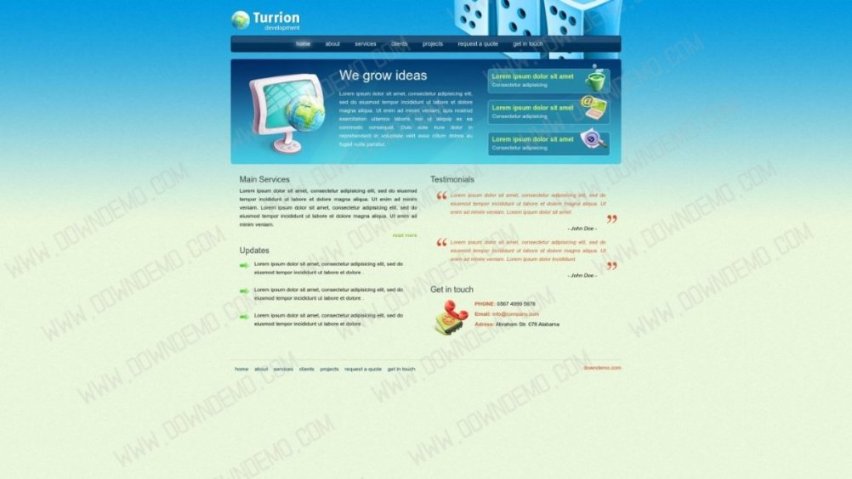 Turrion
development
home about services clients projects request a quote get in touch
We grow ideas
Lorem ipsum dolor sit amet, consectetur adipisicing elit,
sed do eiusmod tempor incididunt ut labore et dolore
magna aliqua. Ut enim ad minim veniam, quis nostrud
exercitation ullamco laboris nisi ut aliquip ex ea
commodo consequat. Duis aute irure dolor in
reprehenderit in voluptate velit esse cillum dolore eu
fugiat nulla pariatur.
Lorem ipsum dolor sit amet
Consectetur adipisicing
Lorem ipsum dolor sit amet
Consectetur adipisicing
Lorem ipsum dolor sit amet
Consectetur adipisicing
Main Services
Lorem ipsum dolor sit amet, consectetur adipisicing elit, sed do
eiusmod tempor incididunt ut labore et dolore magna aliqua. Ut
enim ad minim veniam. Lorem ipsum dolor sit amet, consectetur
adipisicing elit, sed do eiusmod tempor incididunt ut labore et
dolore magna aliqua. Ut enim ad
minim veniam.
read more
Updates
Lorem ipsum dolor sit amet, consectetur adipisicing elit, sed do
eiusmod tempor incididunt ut labore et dolore .
Lorem ipsum dolor sit amet, consectetur adipisicing elit, sed do
eiusmod tempor incididunt ut labore et dolore .
Lorem ipsum dolor sit amet, consectetur adipisicing elit, sed do
eiusmod tempor incididunt ut labore et dolore .
Testimonials
Lorem ipsum dolor sit amet, consectetur adipisicing elit, sed do
eiusmod tempor incididunt ut labore et dolore magna aliqua. Ut
enim ad minim veniam. Lorem ipsum dolor sit amet
- John Doe -
Lorem ipsum dolor sit amet, consectetur adipisicing elit, sed do
eiusmod tempor incididunt ut labore et dolore magna aliqua. Ut
enim ad minim veniam. Lorem ipsum dolor incididunt
- John Doe -
Get in touch
PHONE: 0567 4999 5678
Email: info@company.com
Adress: Abraham Str. 678 Alabama
home about services clients projects request a quote get in touch
downdemo.com
WWW.DOWNDEMO.COM